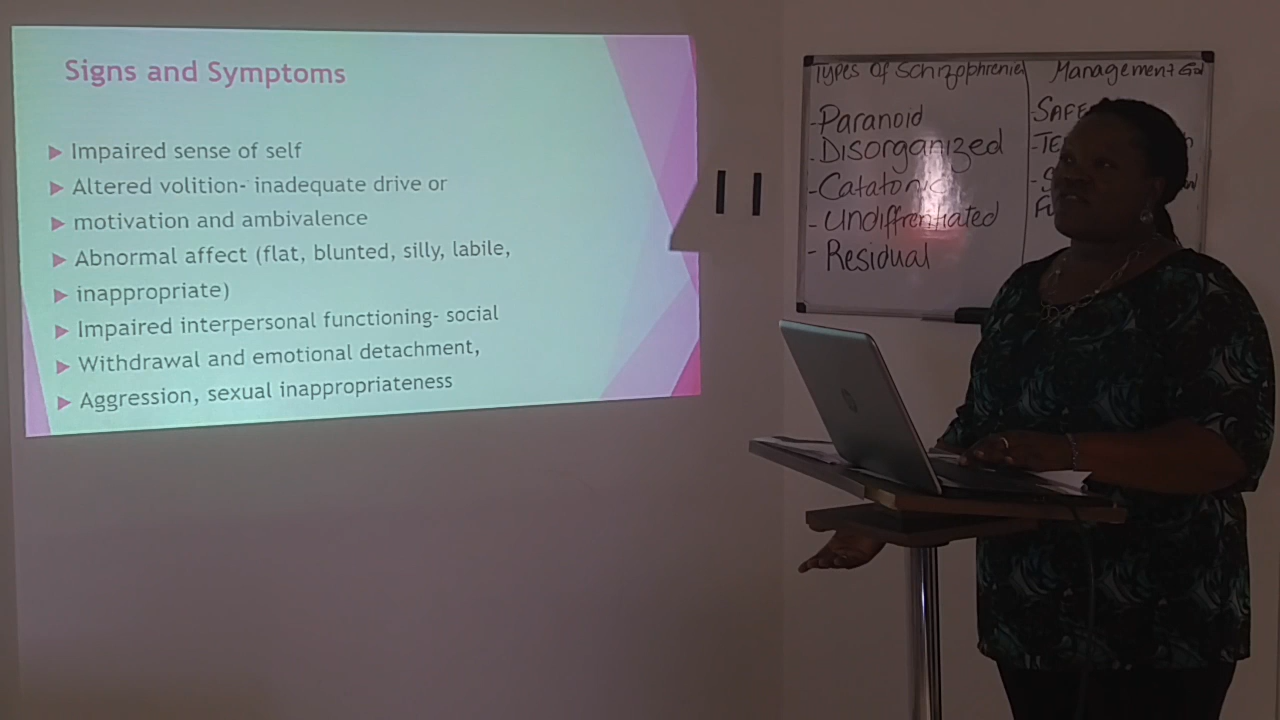 Signs and Symptoms
Impaired sense of self
Altered volition- inadequate drive or
motivation and ambivalence
Abnormal affect (flat, blunted, silly, labile,
inappropriate)
Impaired interpersonal functioning- social
Withdrawal and emotional detachment,
Aggression, sexual inappropriateness
Types of Schizophrenia
- Paranoid
- Disorganized
- Catatonic
- Undiffrentiated
- Residual
Management